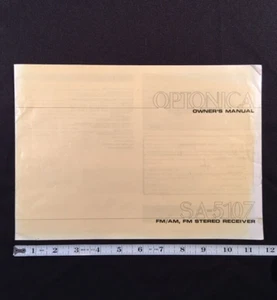 OPTONICA
OWNER'S MANUAL
SA-5107
FM/AM, FM STEREO RECEIVER
1 2 3 4 5 6 7 8 9 10 11 12